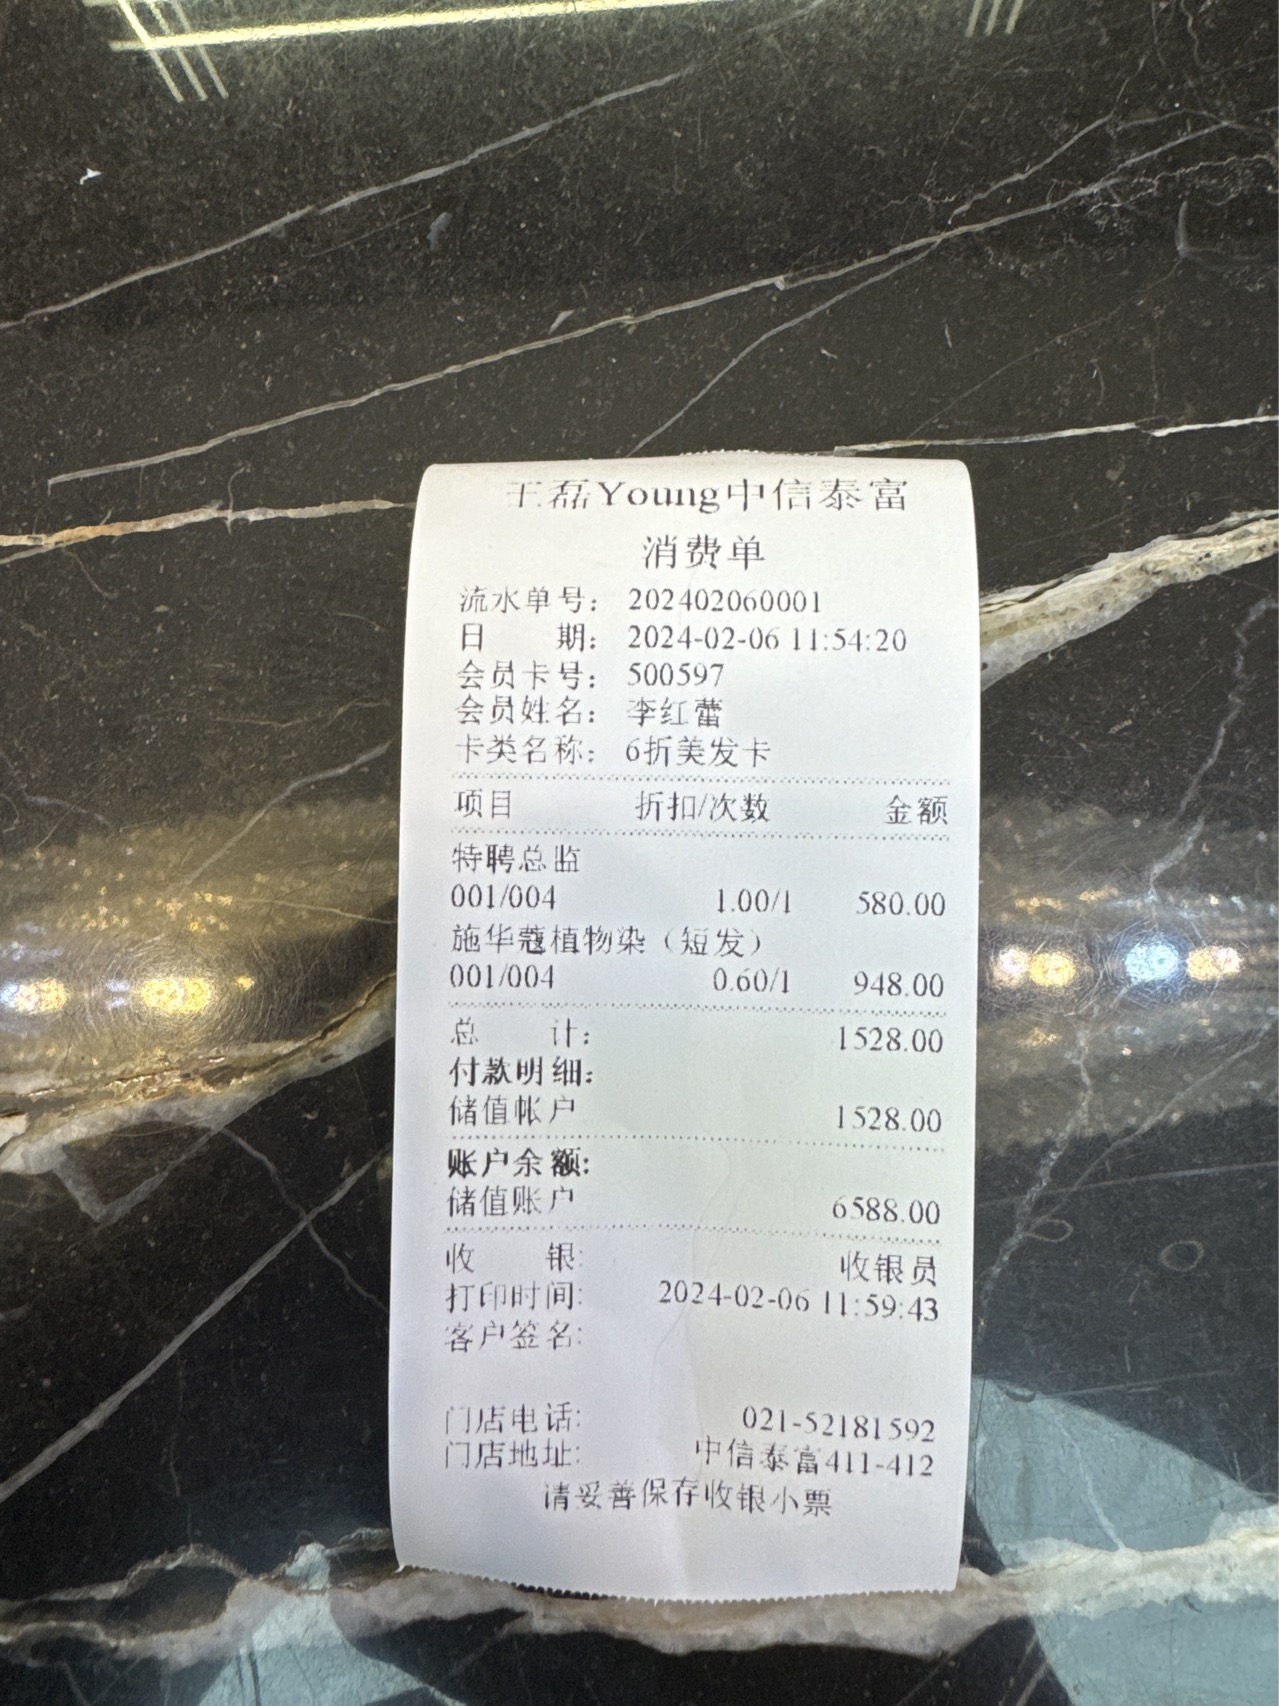 王磊Young中信泰富
消费单
流水单号： 202402060001
日 期： 2024-02-06 11:54:20
会员卡号： 500597
会员姓名： 李红蕾
卡类名称： 6折美发卡
项目 折扣/次数 金额
特聘总监
001/004 1.00/1 580.00
施华蔻植物染（短发）
001/004 0.60/1 948.00
总 计： 1528.00
付款明细：
储值帐户 1528.00
账户余额:
储值账户 6588.00
收 银: 收银员
打印时间: 2024-02-06 11:59:43
客户签名:
门店电话: 021-52181592
门店地址: 中信泰富411-412
请妥善保存收银小票